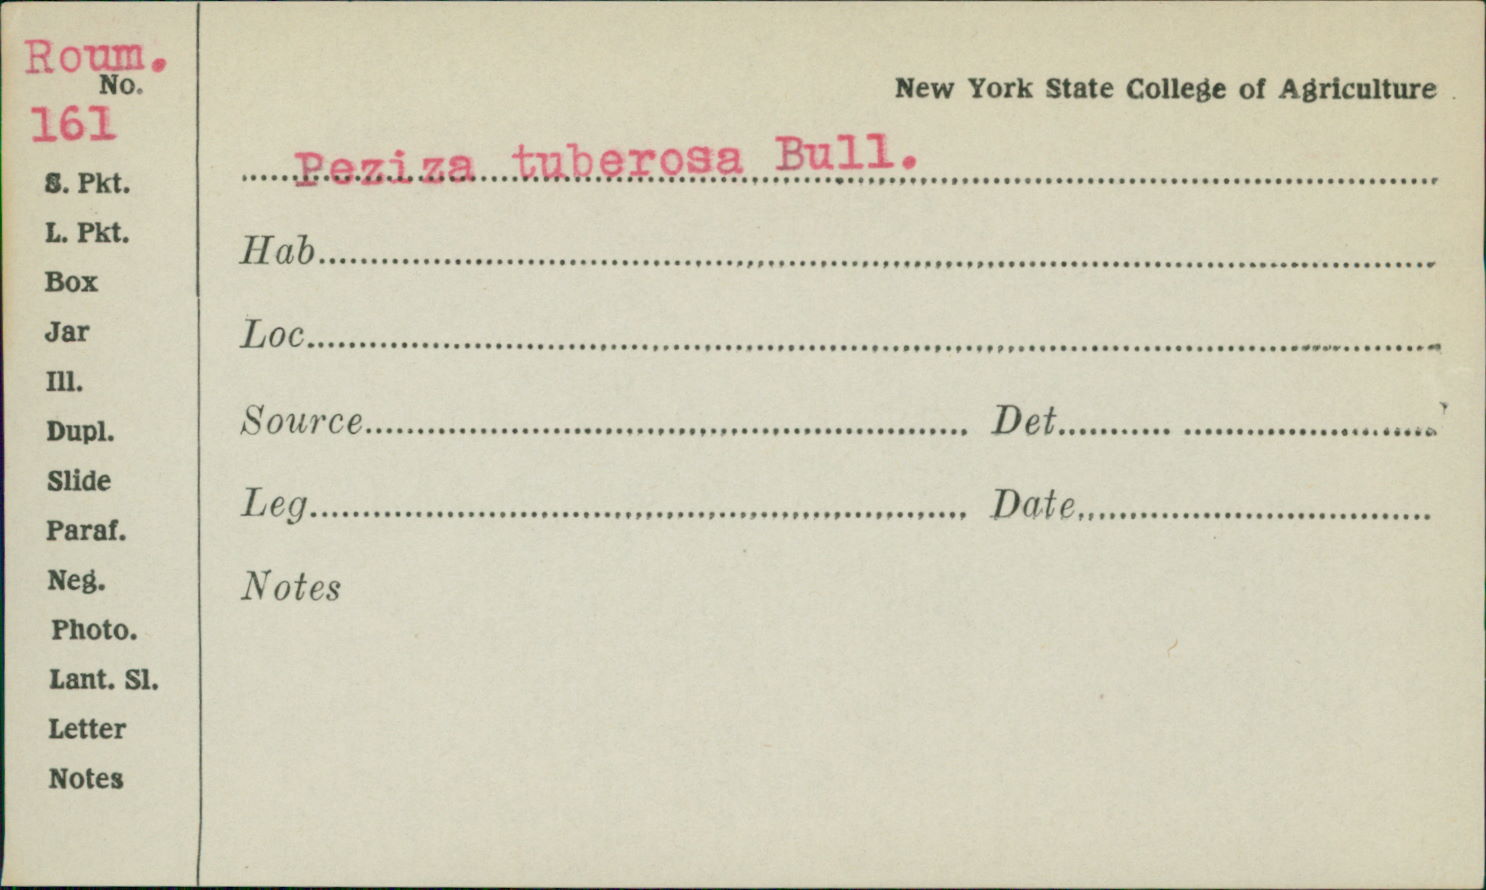 Roum.
No.
161
S. Pkt.
L. Pkt.
Box
Jar
Ill.
Dupl.
Slide
Paraf.
Neg.
Photo.
Lant. Sl.
Letter
Notes
New York State College of Agriculture
Peziza tuberosa Bull.
Hab
Loc
Source Det
Leg Date
Notes